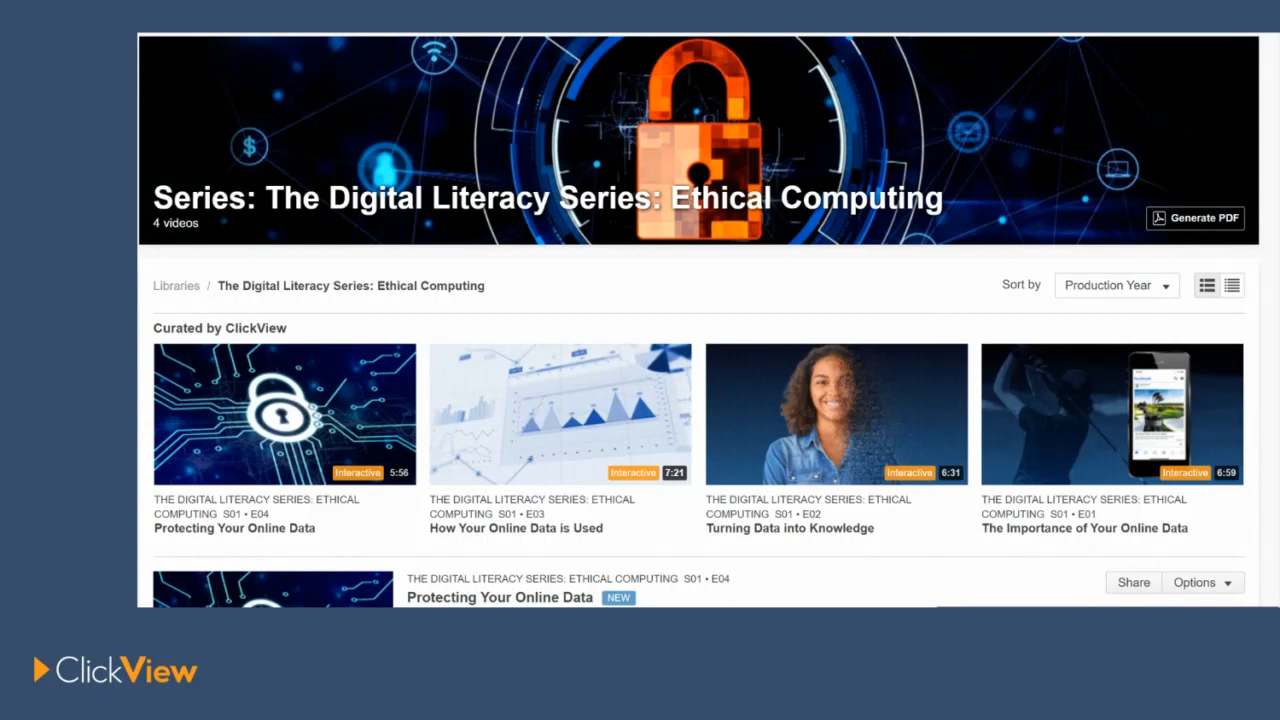 Series: The Digital Literacy Series: Ethical Computing
4 videos
Generate PDF
Libraries / The Digital Literacy Series: Ethical Computing
Sort by
Production Year
Curated by ClickView
Interactive 5:56
THE DIGITAL LITERACY SERIES: ETHICAL
COMPUTING S01 • E04
Protecting Your Online Data
Interactive 7:21
THE DIGITAL LITERACY SERIES: ETHICAL
COMPUTING S01 • E03
How Your Online Data is Used
Interactive 6:31
THE DIGITAL LITERACY SERIES: ETHICAL
COMPUTING S01 • E02
Turning Data into Knowledge
Interactive 6:59
THE DIGITAL LITERACY SERIES: ETHICAL
COMPUTING S01 • E01
The Importance of Your Online Data
THE DIGITAL LITERACY SERIES: ETHICAL COMPUTING S01 • E04
Protecting Your Online Data NEW
Share
Options
ClickView